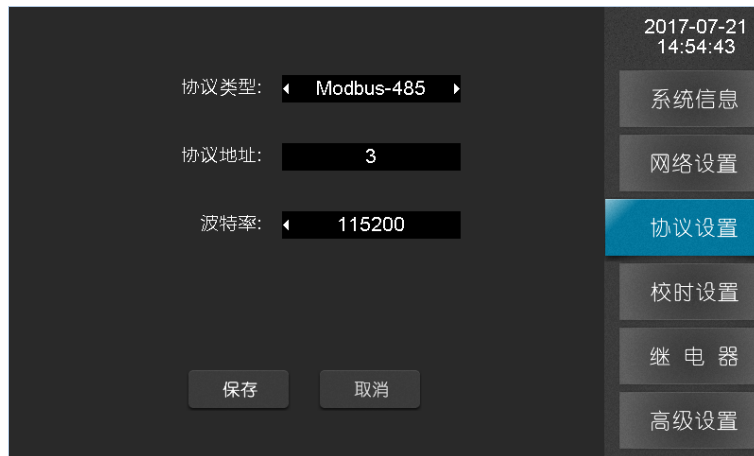 2017-07-21
14:54:43
协议类型: Modbus-485
协议地址: 3
波特率: 115200
保存 取消
系统信息
网络设置
协议设置
校时设置
继 电 器
高级设置